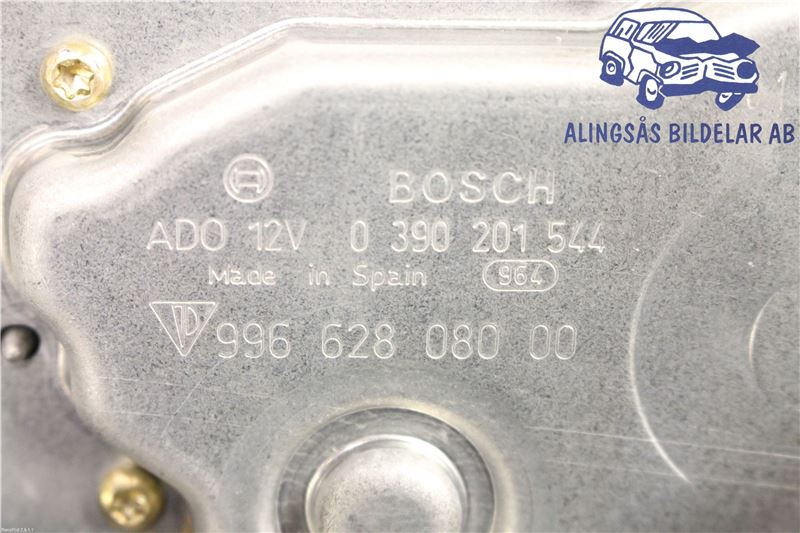 ALINGSÅS BILDELAR AB
BOSCH
ADO 12V 0 390 201 544
Made in Spain 964
996 628 080 00